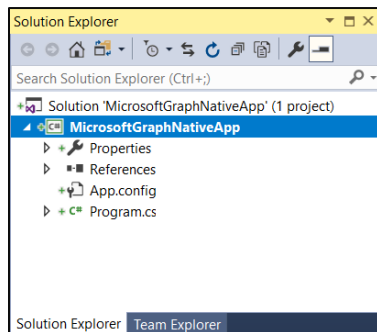 Solution Explorer
Search Solution Explorer (Ctrl+;)
Solution 'MicrosoftGraphNativeApp' (1 project)
C# MicrosoftGraphNativeApp
Properties
References
App.config
C# Program.cs
Solution Explorer Team Explorer